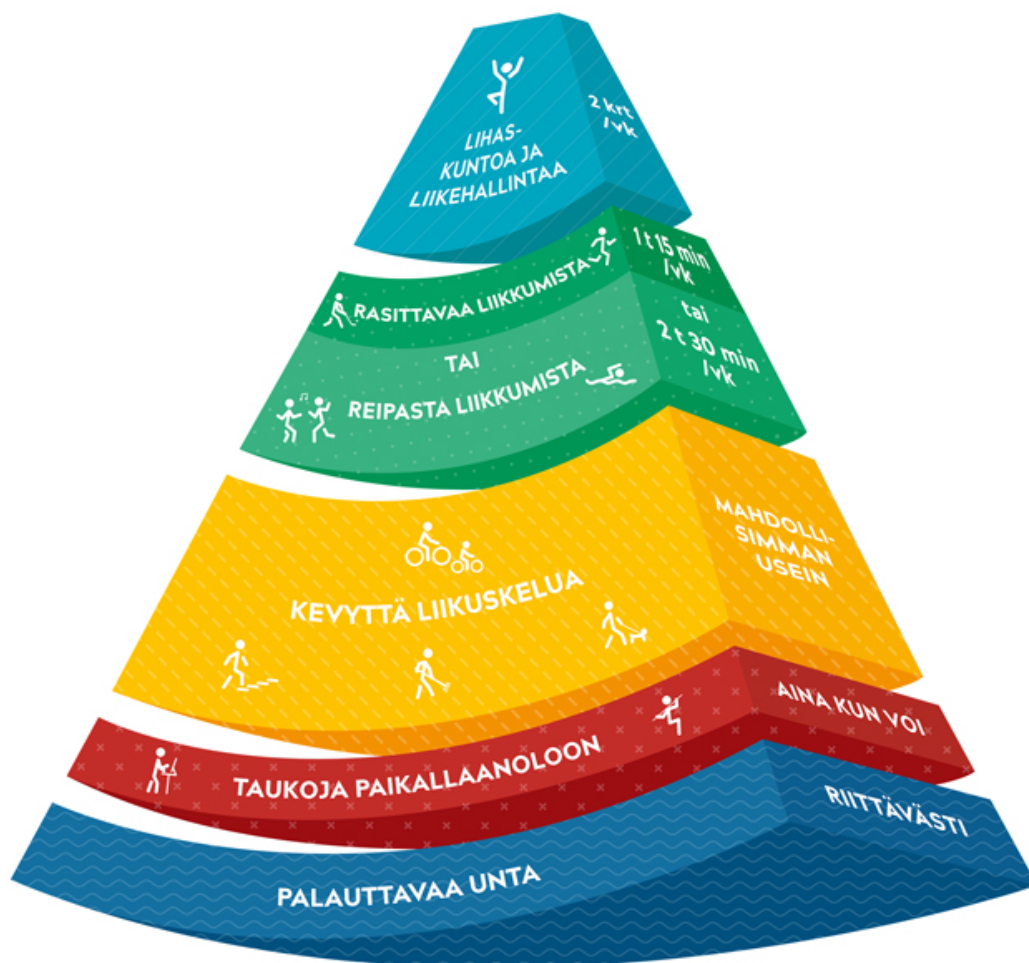 LIHAS-
KUNTOA JA
LIIKEHALLINTAA
2 krt
/vk
RASITTAVAA LIIKKUMISTA
1 t 15 min
/vk
TAI
tai
REIPASTA LIIKKUMISTA
2 t 30 min
/vk
KEVYTTÄ LIIKUSKELUA
MAHDOLLI-
SIMMAN
USEIN
TAUKOJA PAIKALLAANOLOON
AINA KUN VOI
PALAUTTAVAA UNTA
RIITTÄVÄSTI